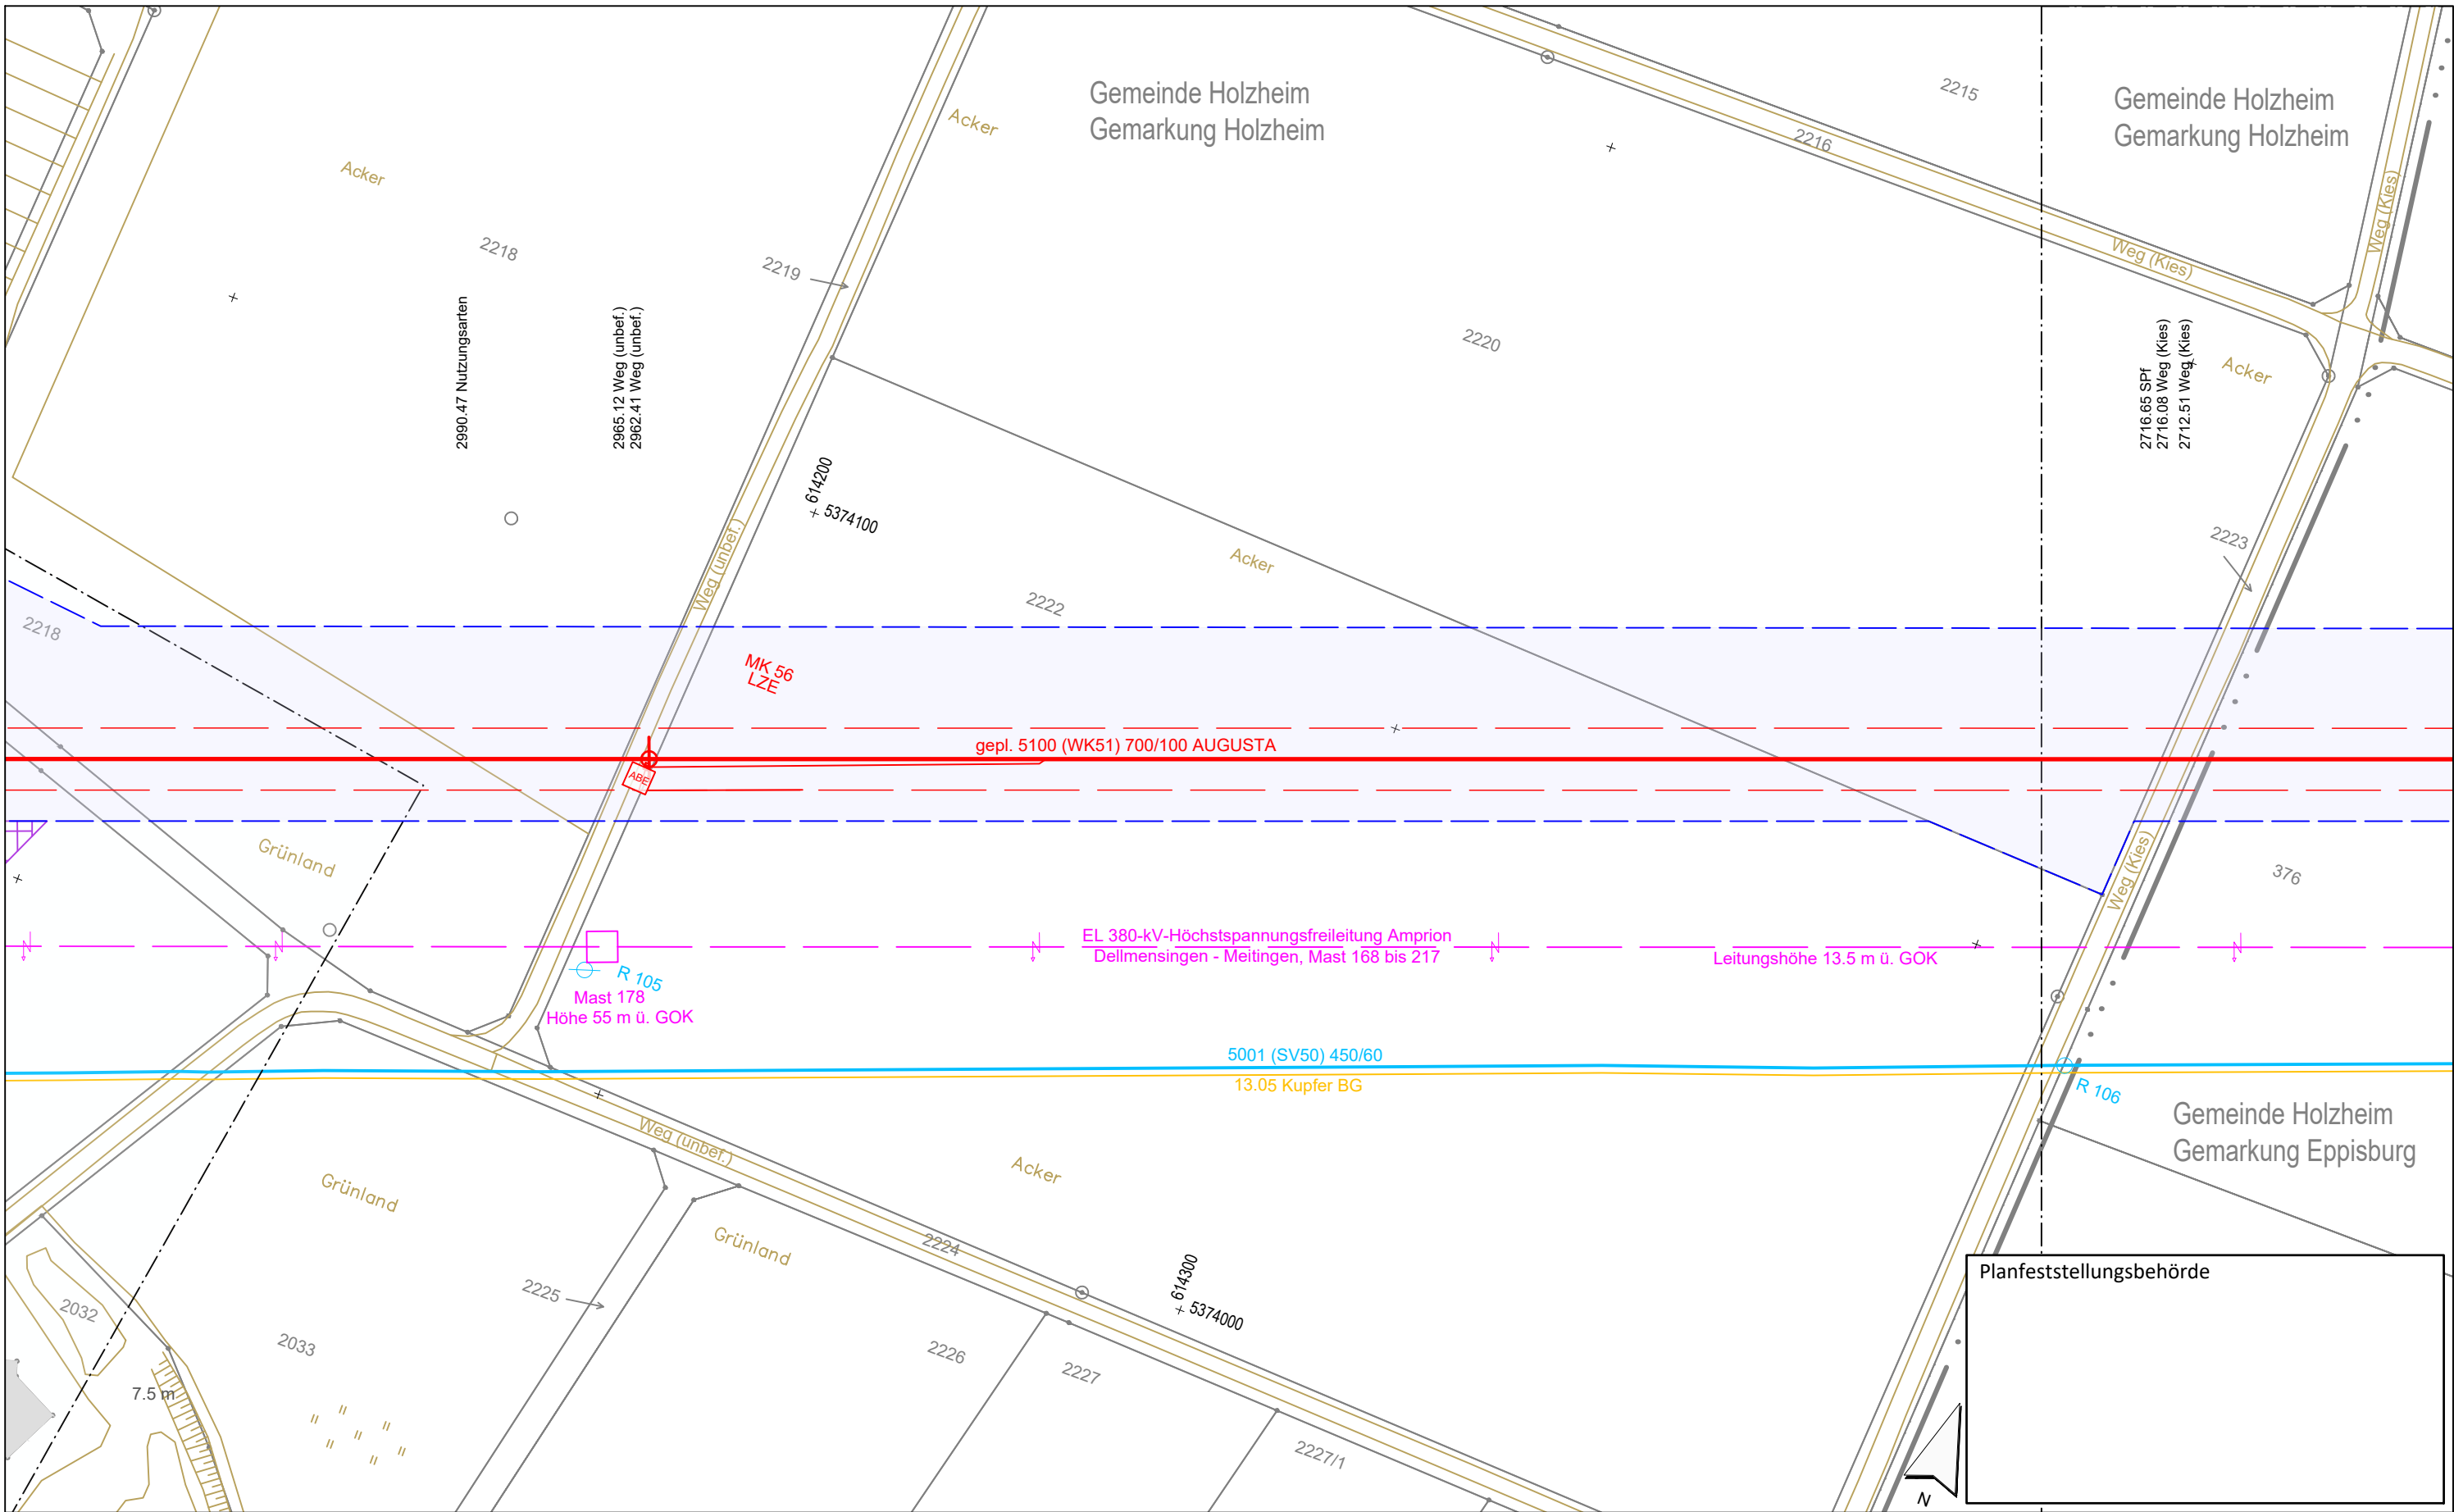 Gemeinde Holzheim
Gemarkung Holzheim
2215
Gemeinde Holzheim
Gemarkung Holzheim
Acker
2216
Acker
Weg (Kies)
2218
2219
Weg (Kies)
2990.47 Nutzungsarten
2965.12 Weg (unbef.)
2962.41 Weg (unbef.)
2220
2716.65 SPf
2716.08 Weg (Kies)
2712.51 Weg (Kies)
Acker
614200
5374100
Weg (unbef.)
Acker
2223
2222
2218
MK 56
LZE
gepl. 5100 (WK51) 700/100 AUGUSTA
ABE
Grünland
Weg (Kies)
376
EL 380-kV-Höchstspannungsfreileitung Amprion
Dellmensingen - Meitingen, Mast 168 bis 217
Leitungshöhe 13.5 m ü. GOK
R 105
Mast 178
Höhe 55 m ü. GOK
5001 (SV50) 450/60
13.05 Kupfer BG
R 106
Gemeinde Holzheim
Gemarkung Eppisburg
Weg (unbef.)
Acker
Grünland
Grünland
2224
2225
614300
5374000
Planfeststellungsbehörde
2032
2033
2226
2227
7.5 m
2227/1
N